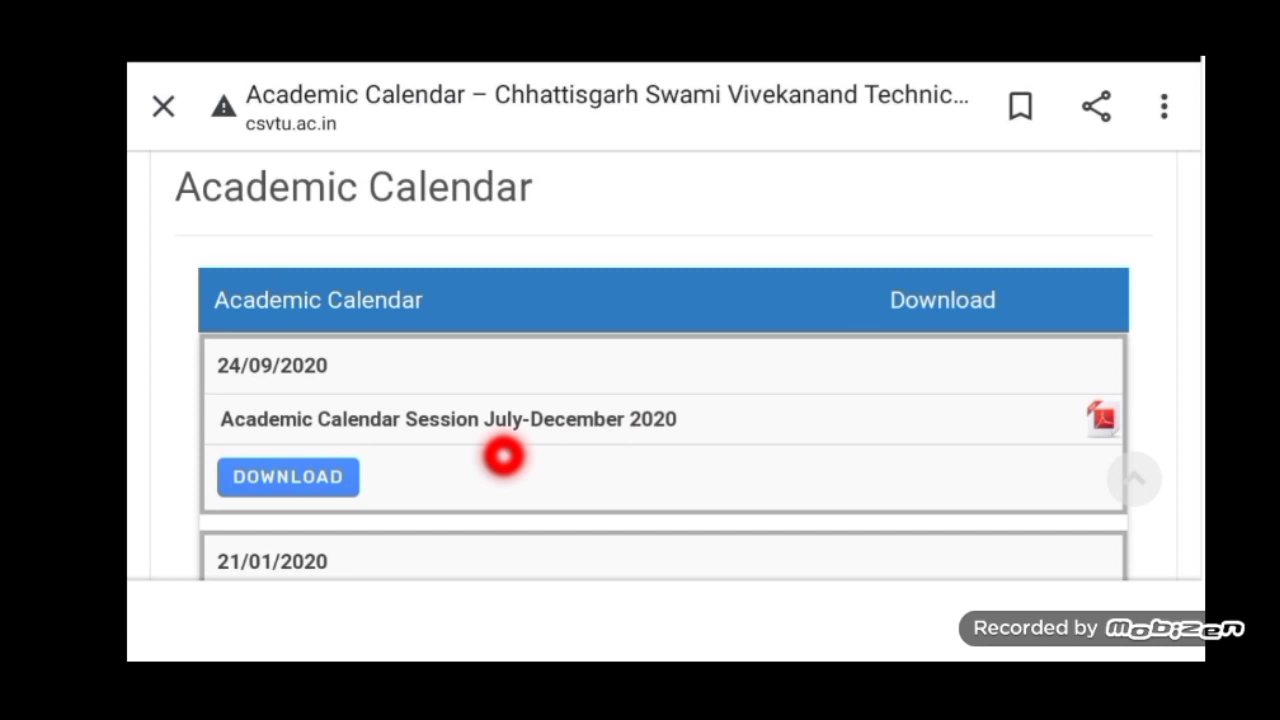 Academic Calendar – Chhattisgarh Swami Vivekanand Technic...
csvtu.ac.in
Academic Calendar
Academic Calendar Download
24/09/2020
Academic Calendar Session July-December 2020
DOWNLOAD
21/01/2020
Recorded by mobizen